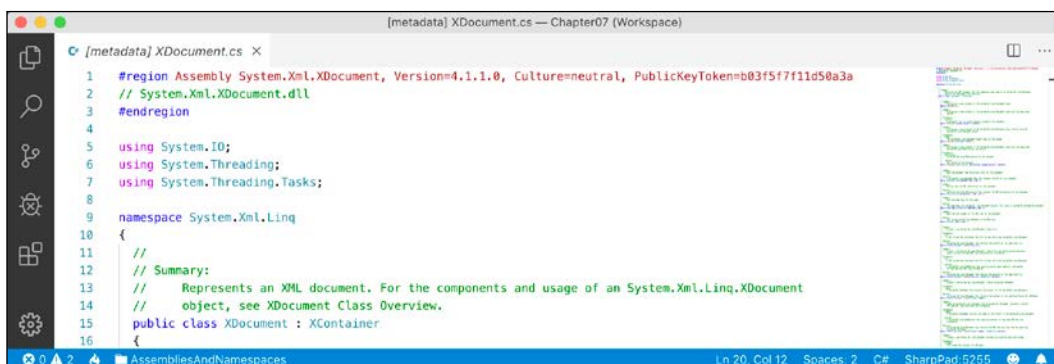 [metadata] XDocument.cs — Chapter07 (Workspace)
[metadata] XDocument.cs ×
1 #region Assembly System.Xml.XDocument, Version=4.1.1.0, Culture=neutral, PublicKeyToken=b03f5f7f11d50a3a
2 // System.Xml.XDocument.dll
3 #endregion
4
5 using System.IO;
6 using System.Threading;
7 using System.Threading.Tasks;
8
9 namespace System.Xml.Linq
10 {
11 //
12 // Summary:
13 // Represents an XML document. For the components and usage of an System.Xml.Linq.XDocument
14 // object, see XDocument Class Overview.
15 public class XDocument : XContainer
16 {
0 2 AssembliesAndNamespaces Ln 20, Col 12 Spaces: 2 C# SharpPad:5255